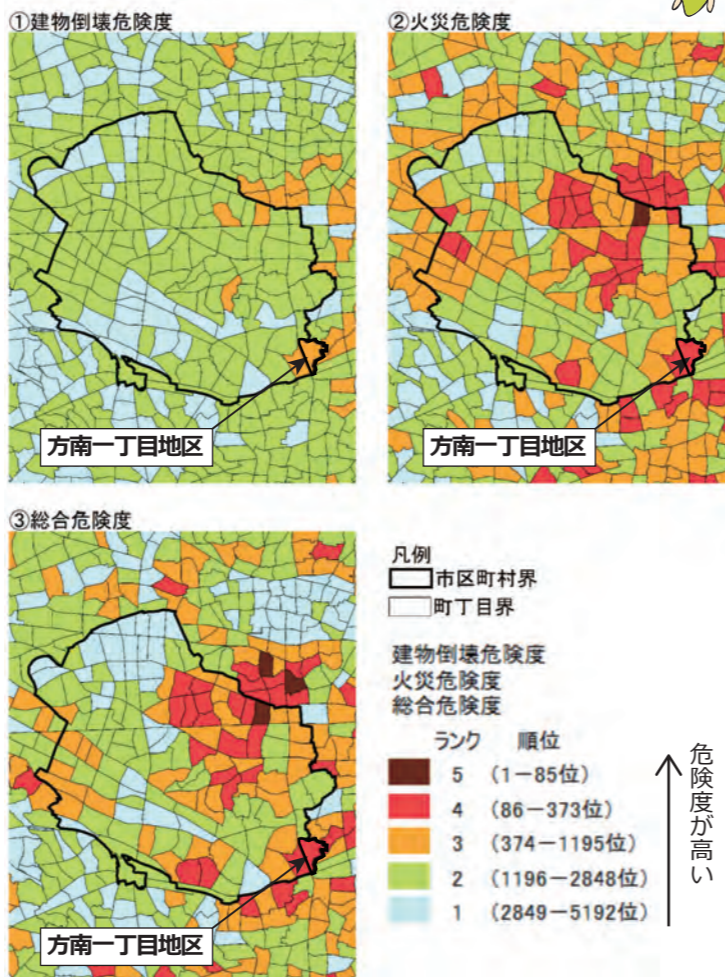 ①建物倒壊危険度
②火災危険度
方南一丁目地区
方南一丁目地区
③総合危険度
方南一丁目地区
凡例
市区町村界
町丁目界
建物倒壊危険度
火災危険度
総合危険度
ランク 順位
5 (1－85位)
4 (86－373位)
3 (374－1195位)
2 (1196－2848位)
1 (2849－5192位)
危険度が高い